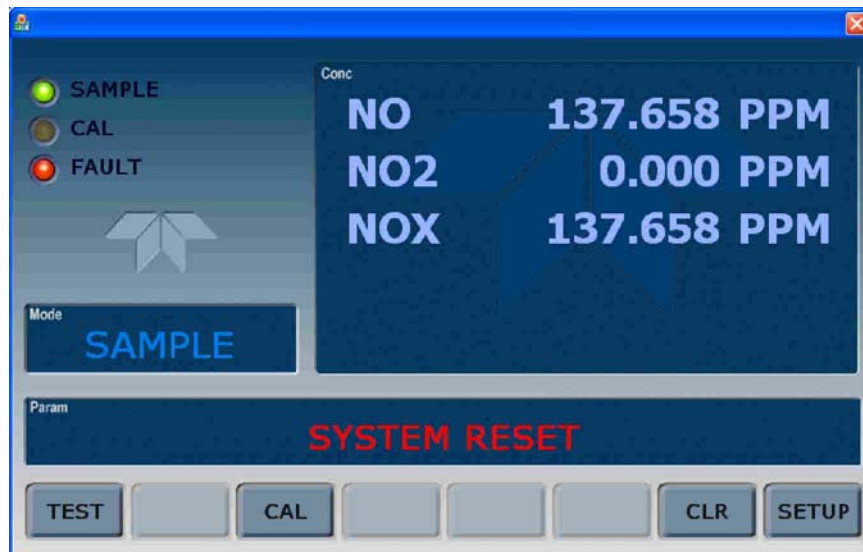 SAMPLE
CAL
FAULT
Conc
NO 137.658 PPM
NO2 0.000 PPM
NOX 137.658 PPM
Mode
SAMPLE
Param
SYSTEM RESET
TEST CAL CLR SETUP